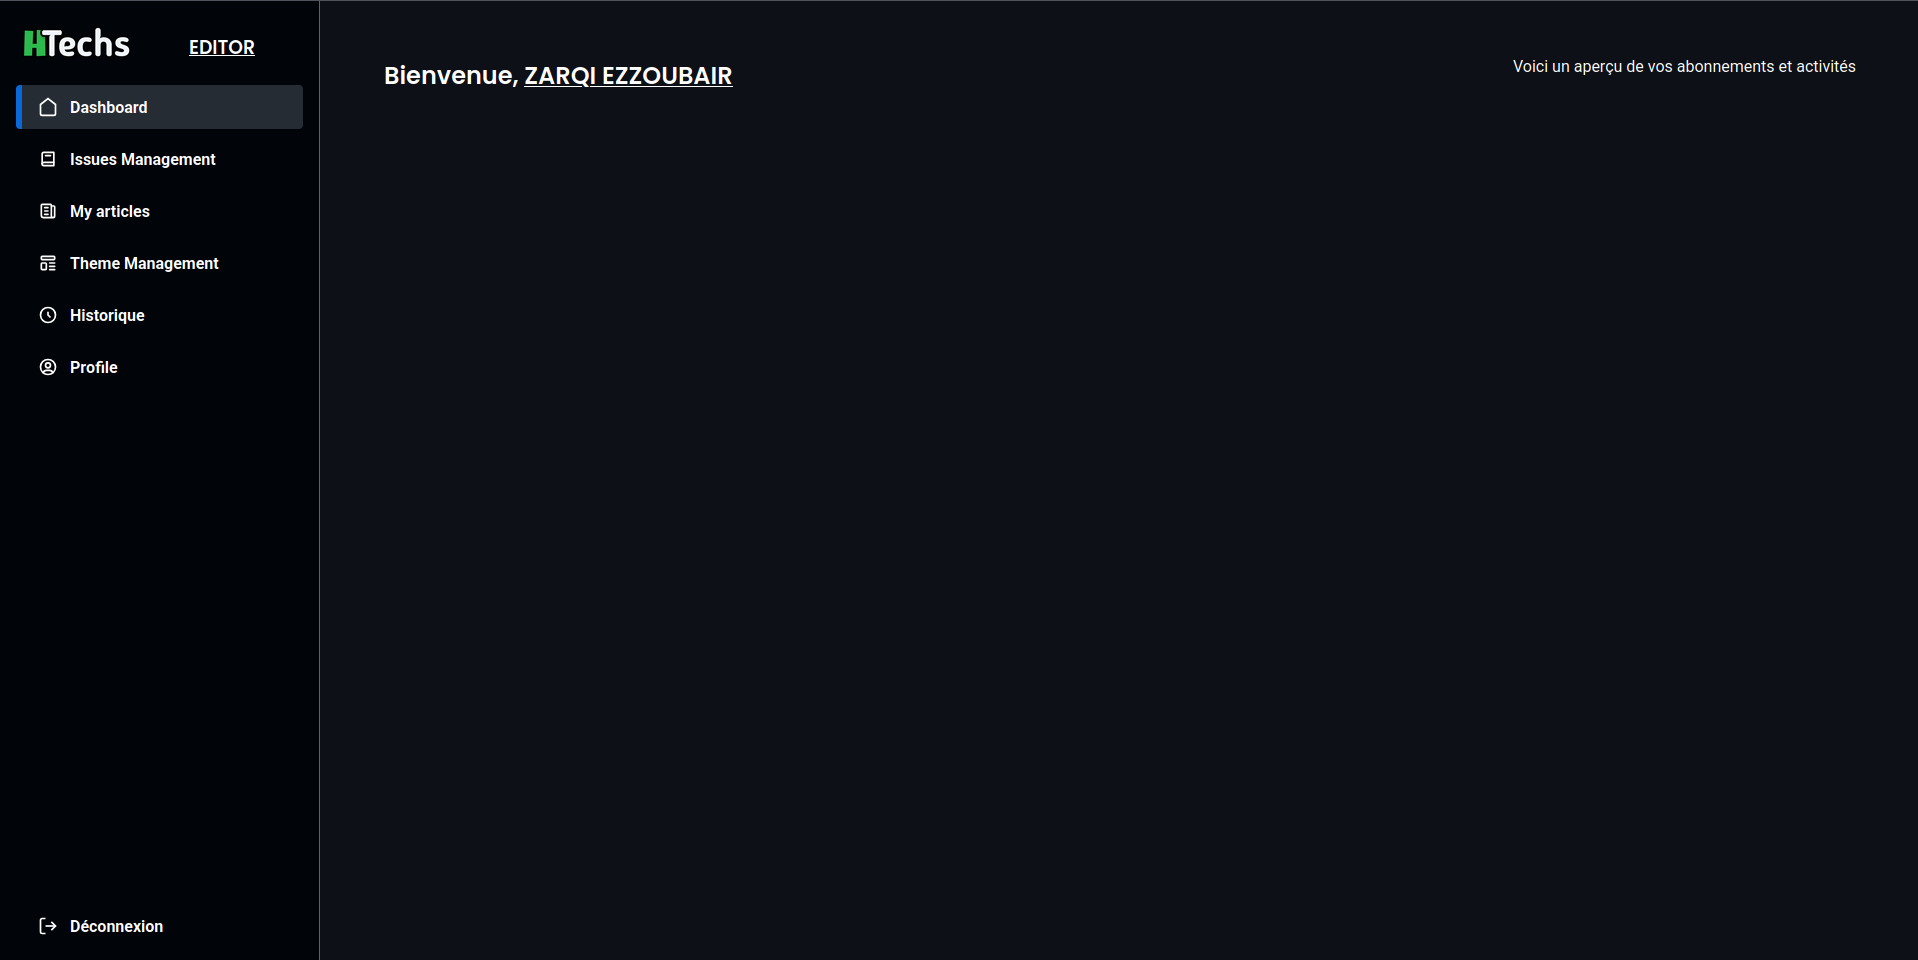 HTechs
EDITOR
Dashboard
Issues Management
My articles
Theme Management
Historique
Profile
Déconnexion
Bienvenue, ZARQI EZZOUBAIR
Voici un aperçu de vos abonnements et activités